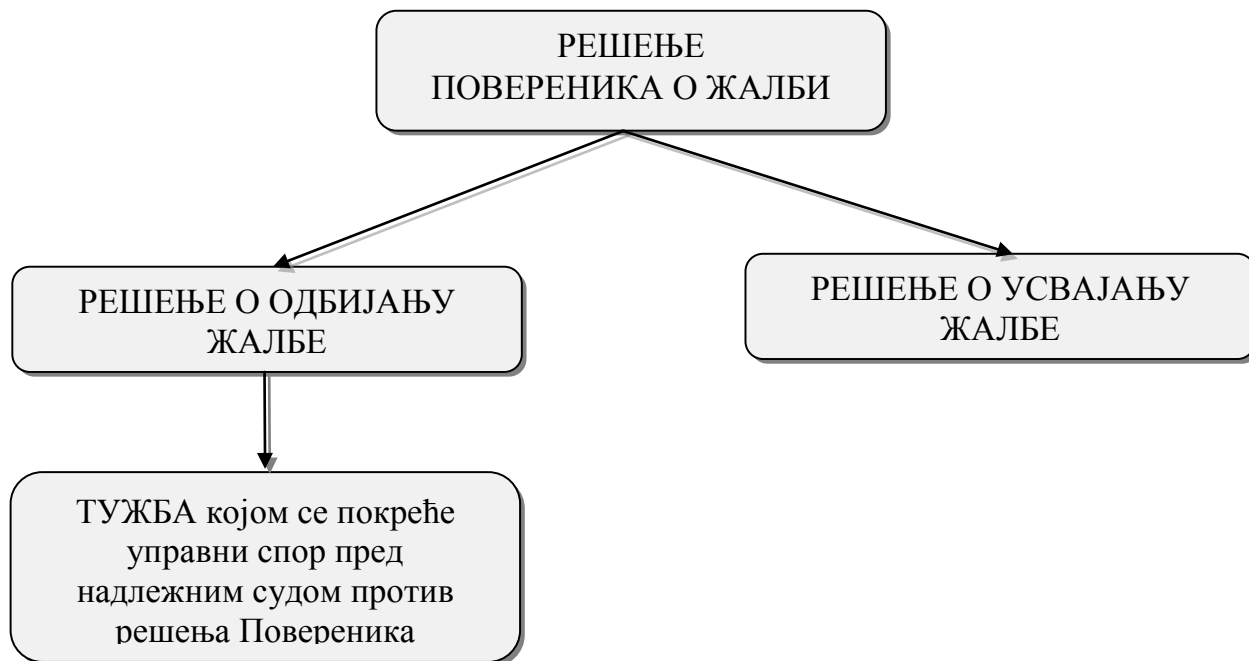 РЕШЕЊЕ
ПОВЕРЕНИКА О ЖАЛБИ
РЕШЕЊЕ О ОДБИЈАЊУ
ЖАЛБЕ
РЕШЕЊЕ О УСВАЈАЊУ
ЖАЛБЕ
ТУЖБА којом се покреће
управни спор пред
надлежним судом против
решења Повереника